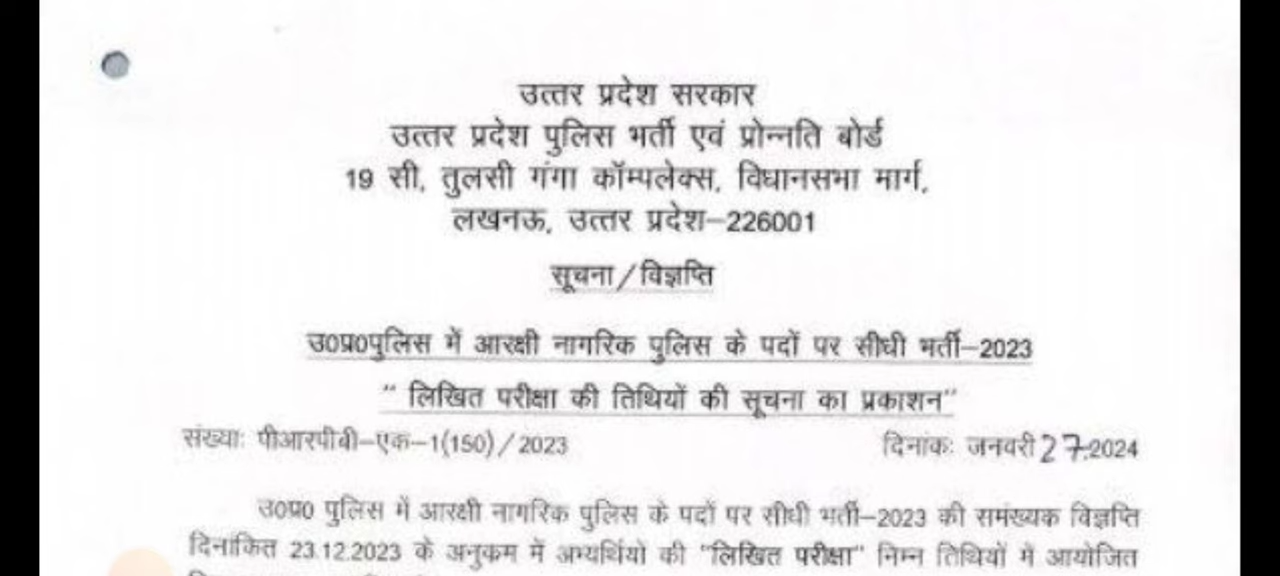 उत्तर प्रदेश सरकार
उत्तर प्रदेश पुलिस भर्ती एवं प्रोन्नति बोर्ड
19 सी, तुलसी गंगा कॉम्पलेक्स, विधानसभा मार्ग,
लखनऊ, उत्तर प्रदेश–226001
सूचना/विज्ञप्ति
उ0प्र0पुलिस में आरक्षी नागरिक पुलिस के पदों पर सीधी भर्ती–2023
“ लिखित परीक्षा की तिथियों की सूचना का प्रकाशन”
संख्याः पीआरपीबी–एक–1(150)/2023 दिनांकः जनवरी 27,2024
उ0प्र0 पुलिस में आरक्षी नागरिक पुलिस के पदों पर सीधी भर्ती–2023 की समंख्यक विज्ञप्ति
दिनांकित 23.12.2023 के अनुक्रम में अभ्यर्थियों की "लिखित परीक्षा" निम्न तिथियों में आयोजित